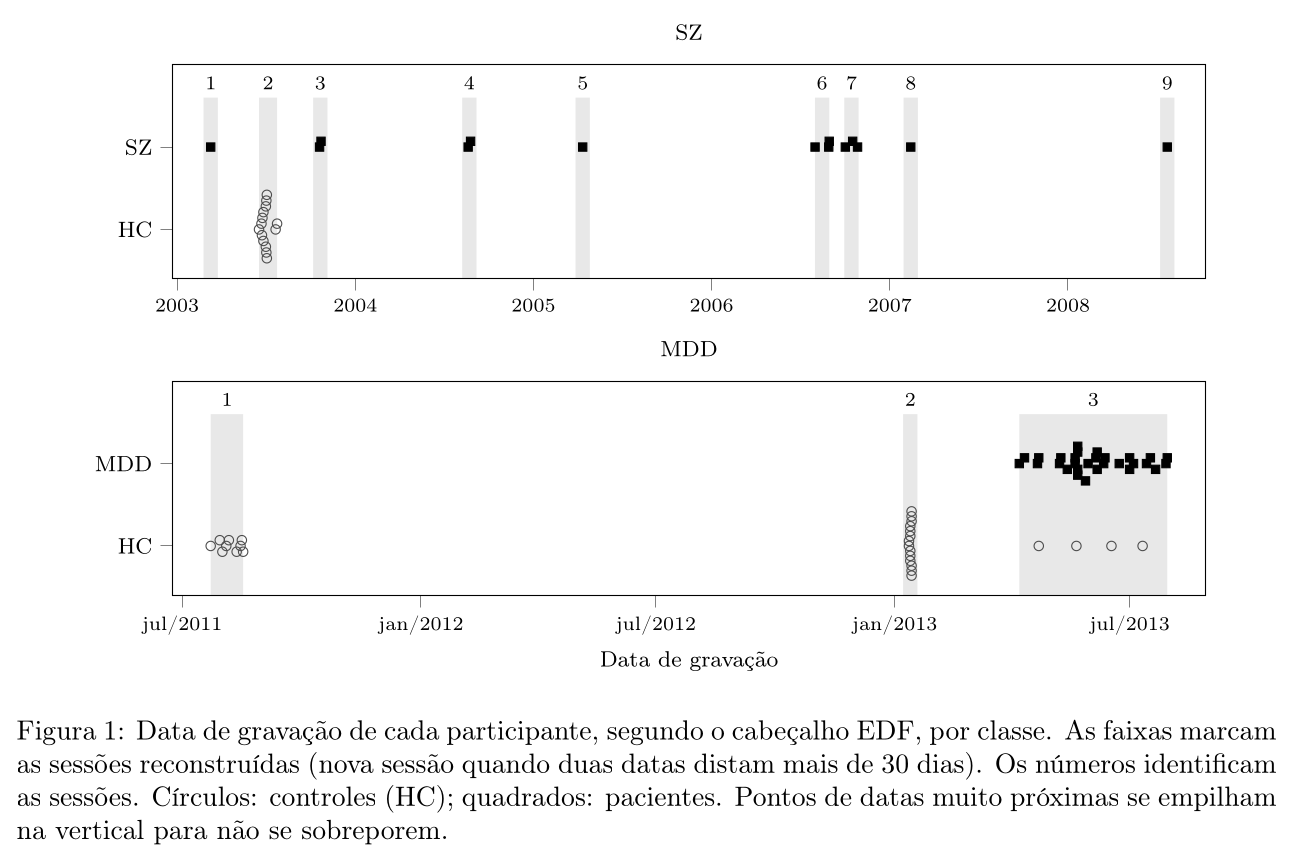 SZ
1 2 3 4 5 6 7 8 9
SZ
HC
2003 2004 2005 2006 2007 2008
MDD
1 2 3
MDD
HC
jul/2011 jan/2012 jul/2012 jan/2013 jul/2013
Data de gravação
Figura 1: Data de gravação de cada participante, segundo o cabeçalho EDF, por classe. As faixas marcam
as sessões reconstruídas (nova sessão quando duas datas distam mais de 30 dias). Os números identificam
as sessões. Círculos: controles (HC); quadrados: pacientes. Pontos de datas muito próximas se empilham
na vertical para não se sobreporem.